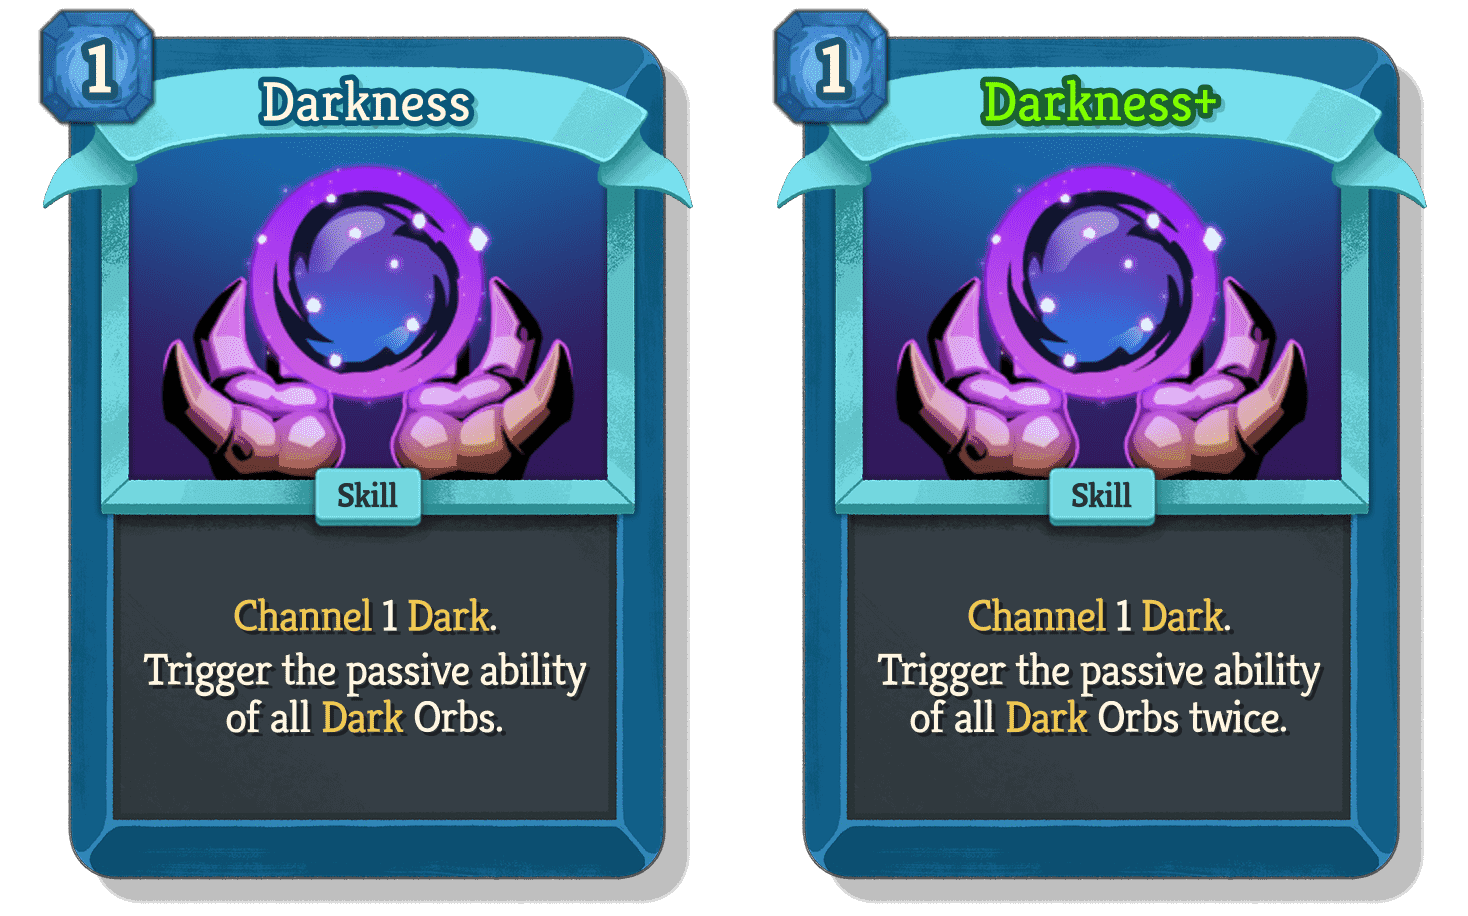 1
Darkness
Skill
Channel 1 Dark.
Trigger the passive ability
of all Dark Orbs.
1
Darkness+
Skill
Channel 1 Dark.
Trigger the passive ability
of all Dark Orbs twice.